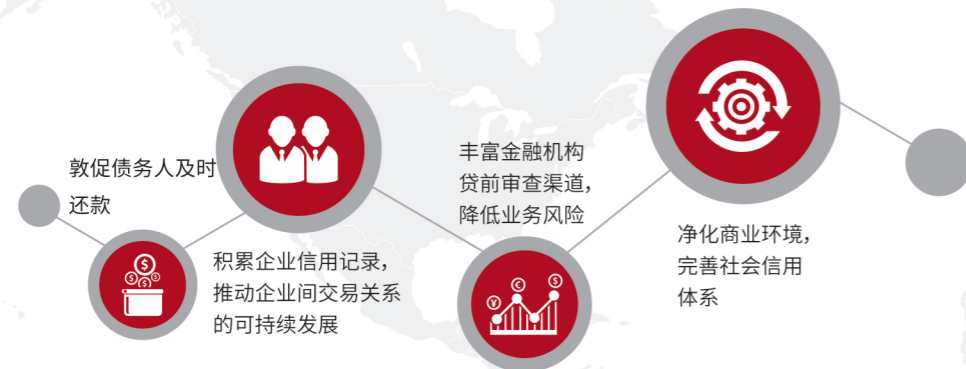 敦促债务人及时
还款
积累企业信用记录，
推动企业间交易关系
的可持续发展
丰富金融机构
贷前审查渠道，
降低业务风险
净化商业环境，
完善社会信用
体系
$
$
$
$
¥
€
$